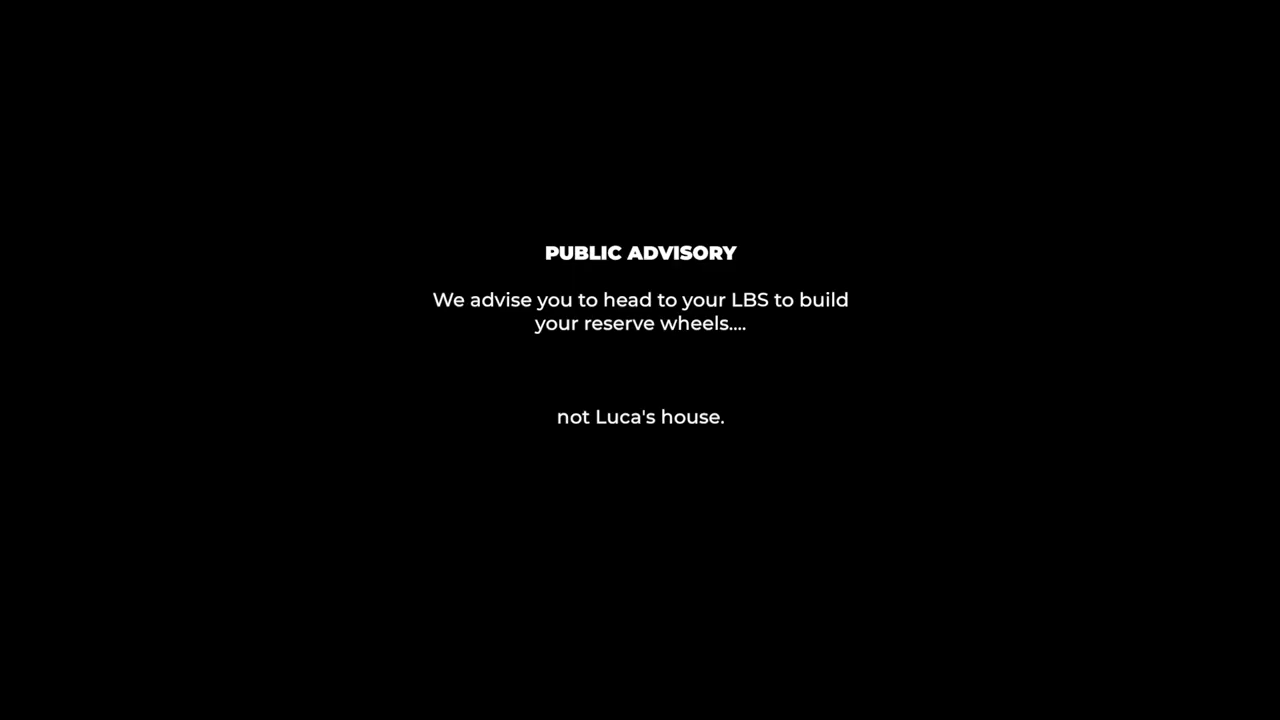 PUBLIC ADVISORY
We advise you to head to your LBS to build
your reserve wheels....
not Luca's house.